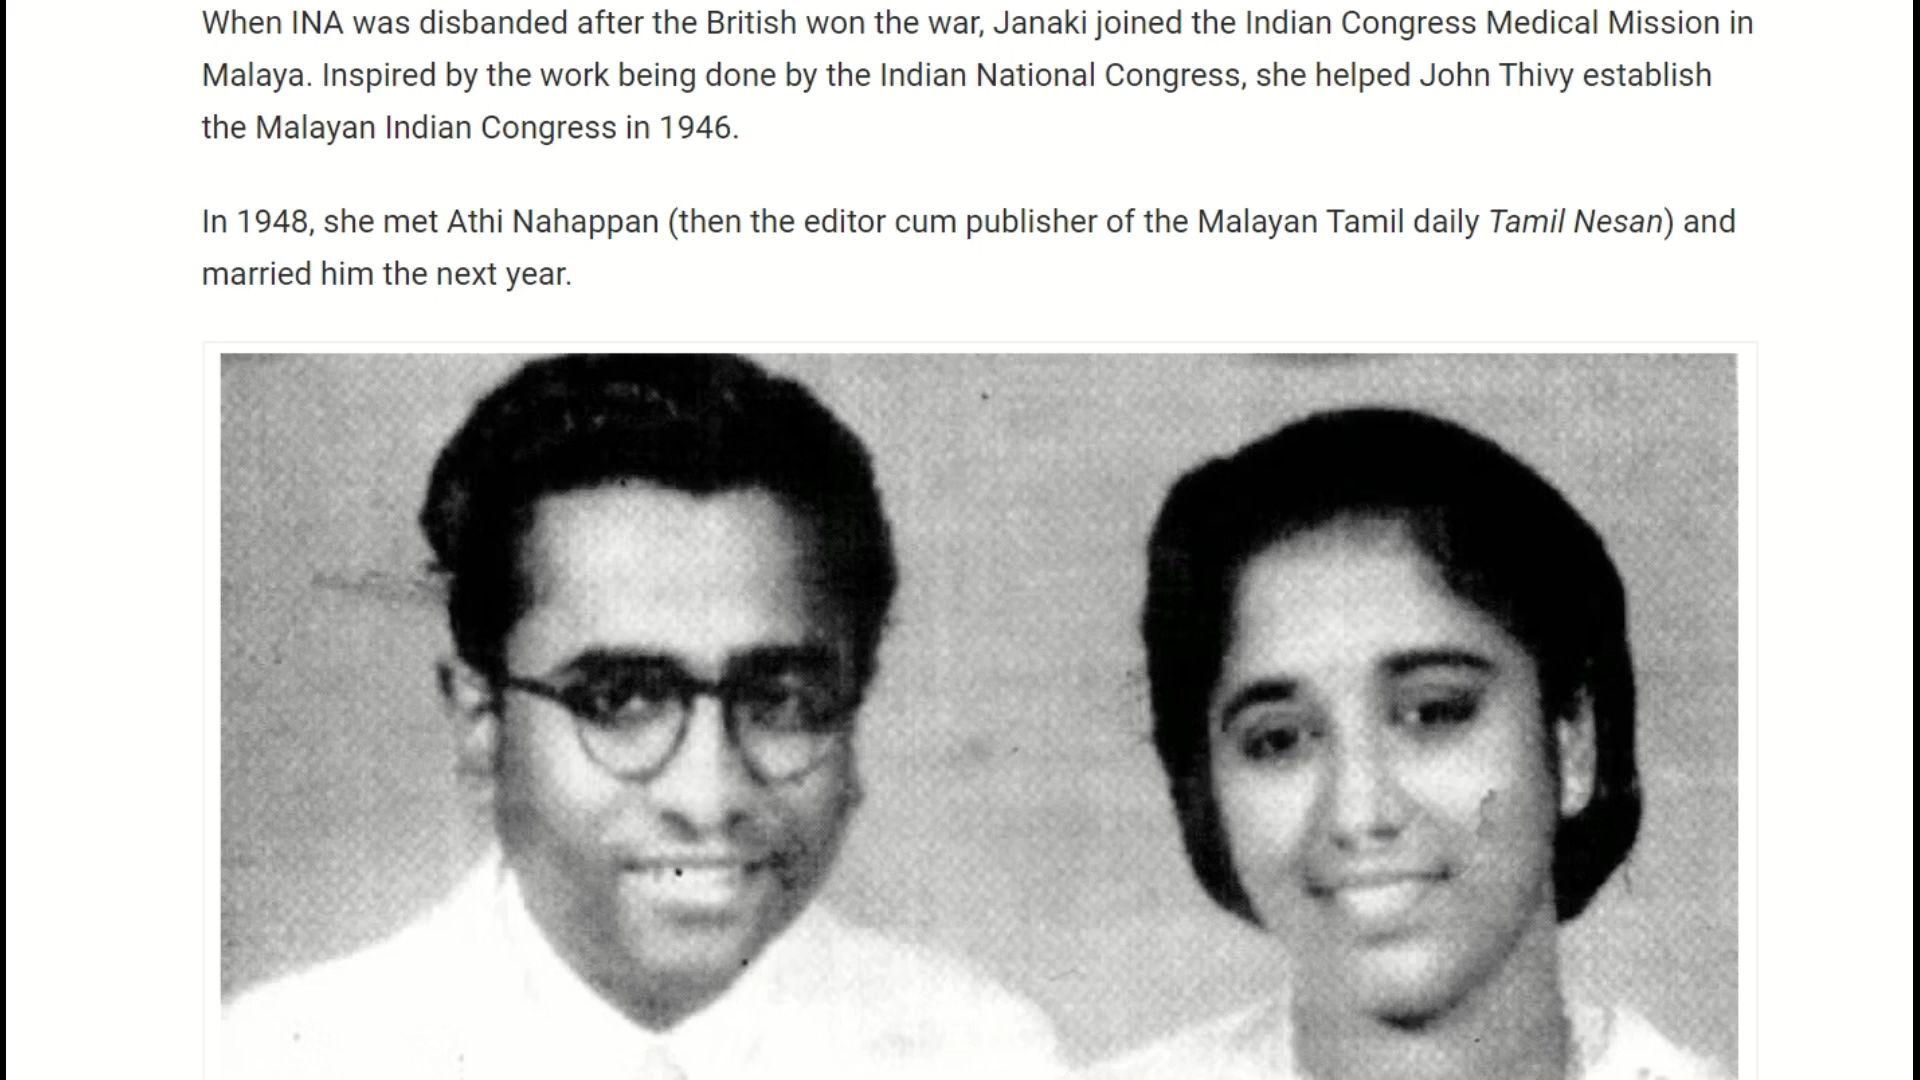 When INA was disbanded after the British won the war, Janaki joined the Indian Congress Medical Mission in
Malaya. Inspired by the work being done by the Indian National Congress, she helped John Thivy establish
the Malayan Indian Congress in 1946.
In 1948, she met Athi Nahappan (then the editor cum publisher of the Malayan Tamil daily Tamil Nesan) and
married him the next year.